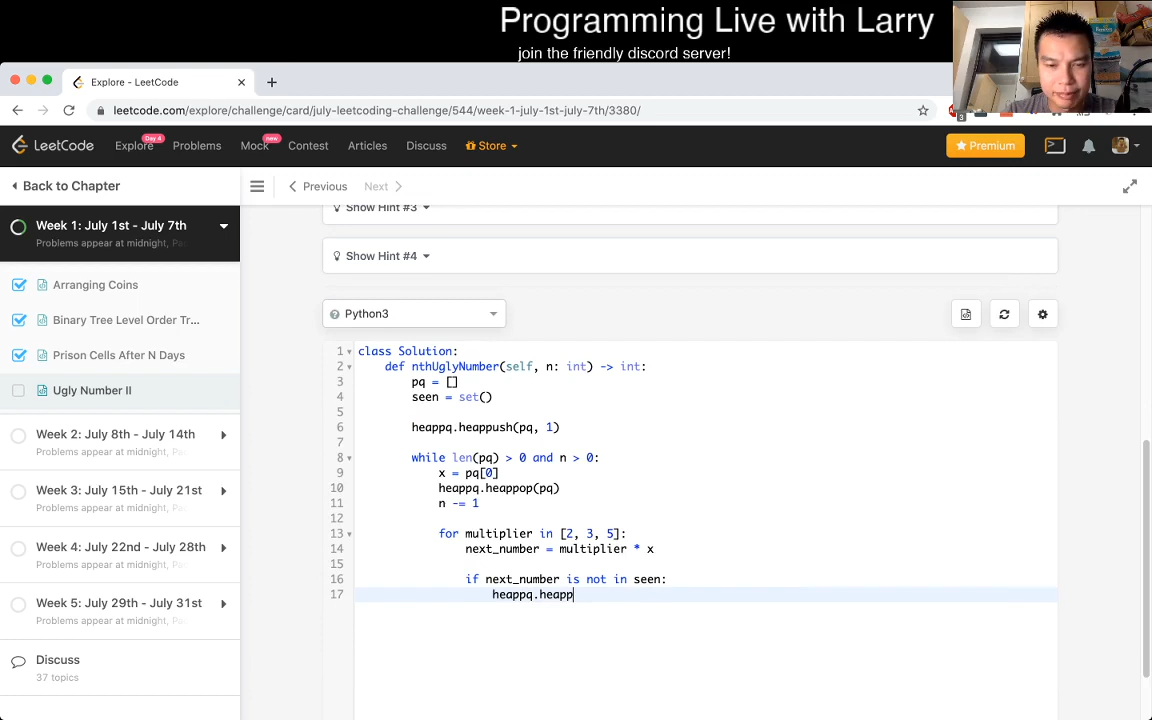 Programming Live with Larry
join the friendly discord server!
Explore - LeetCode
leetcode.com/explore/challenge/card/july-leetcoding-challenge/544/week-1-july-1st-july-7th/3380/
LeetCode
Explore
Day 4
Problems
Mock
new
Contest
Articles
Discuss
Store
Premium
Back to Chapter
Previous
Next
Week 1: July 1st - July 7th
Problems appear at midnight,
Arranging Coins
Binary Tree Level Order Tr...
Prison Cells After N Days
Ugly Number II
Week 2: July 8th - July 14th
Problems appear at midnight,
Week 3: July 15th - July 21st
Problems appear at midnight,
Week 4: July 22nd - July 28th
Problems appear at midnight,
Week 5: July 29th - July 31st
Problems appear at midnight,
Discuss
37 topics
Show Hint #3
Show Hint #4
Python3
1 class Solution:
2 def nthUglyNumber(self, n: int) -> int:
3 pq = []
4 seen = set()
5
6 heappq.heappush(pq, 1)
7
8 while len(pq) > 0 and n > 0:
9 x = pq[0]
10 heappq.heappop(pq)
11 n -= 1
12
13 for multiplier in [2, 3, 5]:
14 next_number = multiplier * x
15
16 if next_number is not in seen:
17 heappq.heapp